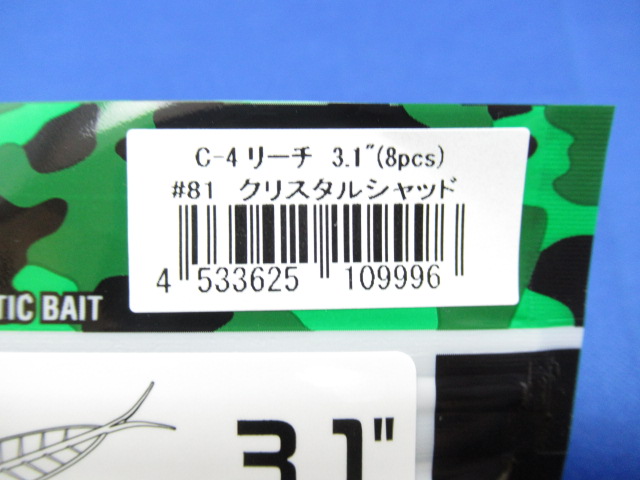 C-4 リーチ 3.1"(8pcs)
#81 クリスタルシャッド
4 533625 109996
TIC BAIT
3.1"